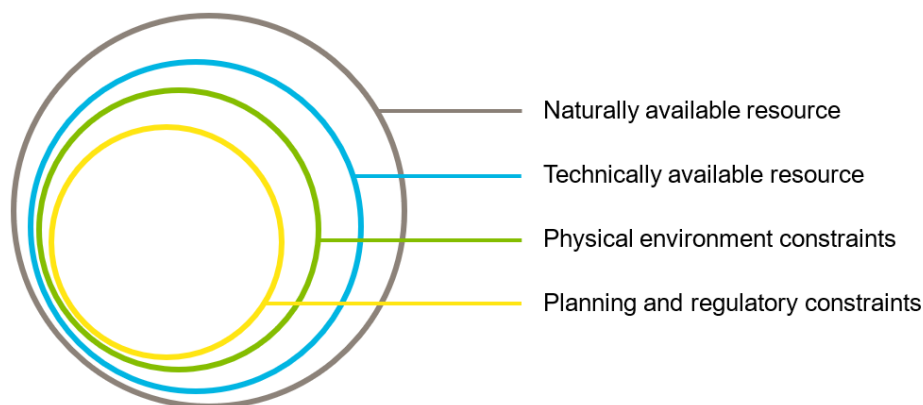 Naturally available resource
Technically available resource
Physical environment constraints
Planning and regulatory constraints